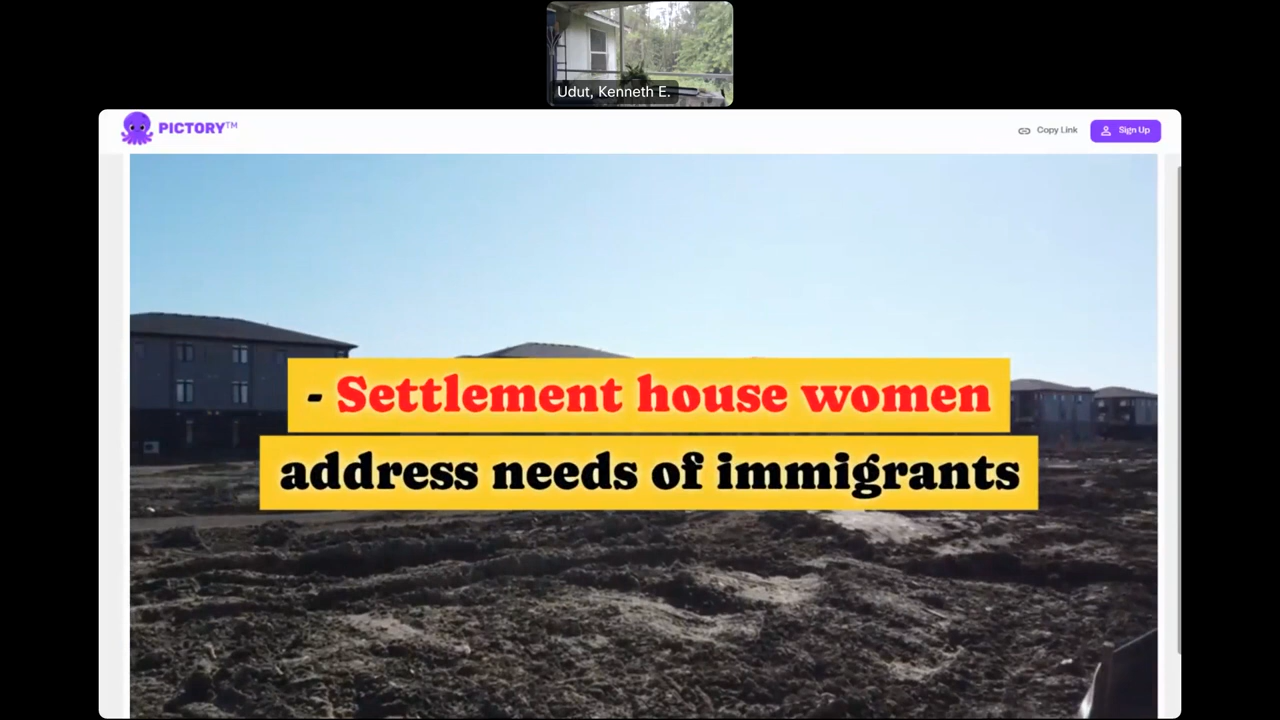 Udut, Kenneth E.
PICTORY™
Copy Link
Sign Up
- Settlement house women
address needs of immigrants